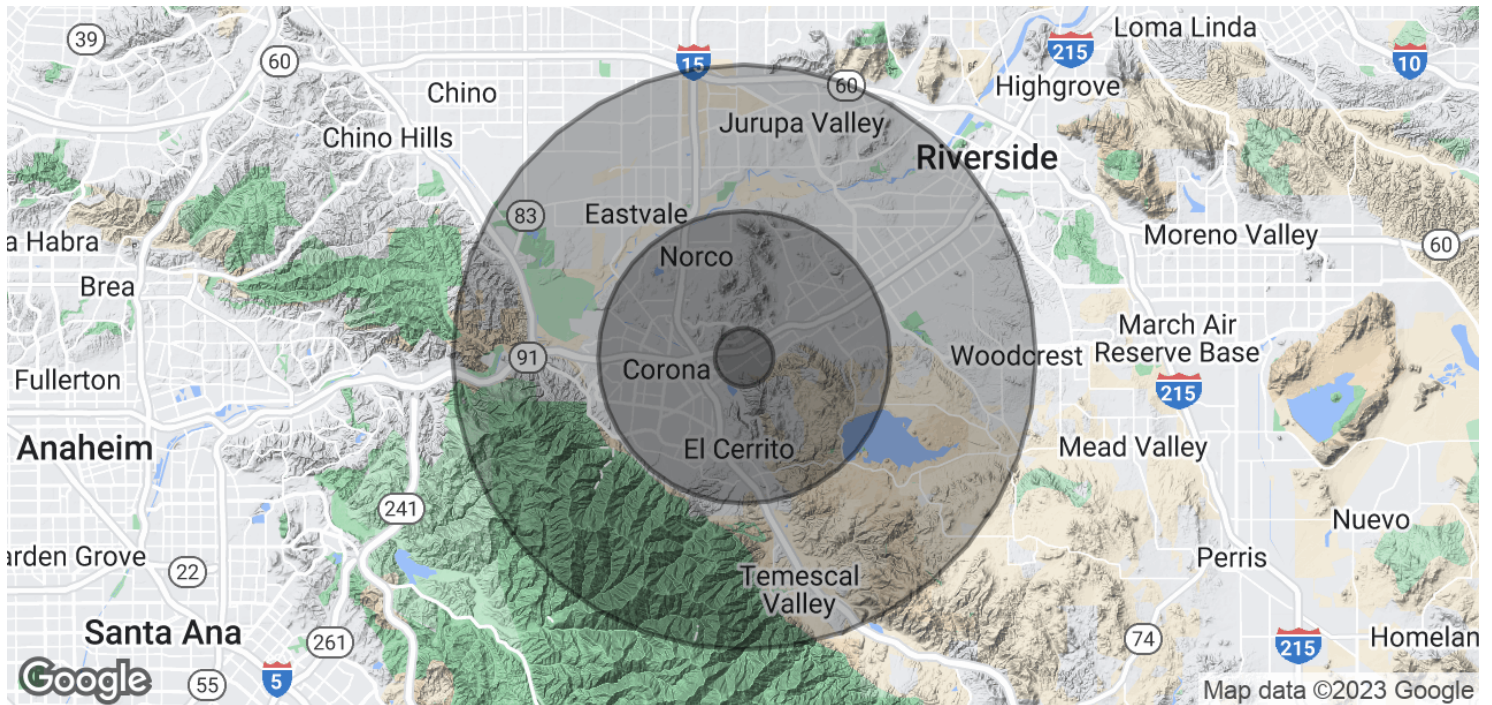 39
60
15
215
Loma Linda
10
Chino
60
Highgrove
Chino Hills
Jurupa Valley
Riverside
83
Eastvale
a Habra
Moreno Valley
60
Norco
Brea
March Air
Reserve Base
91
Woodcrest
Fullerton
Corona
215
Anaheim
El Cerrito
Mead Valley
241
Nuevo
arden Grove
22
Perris
Temescal
Valley
Santa Ana
261
74
215
Homelan
Google
55
5
Map data ©2023 Google